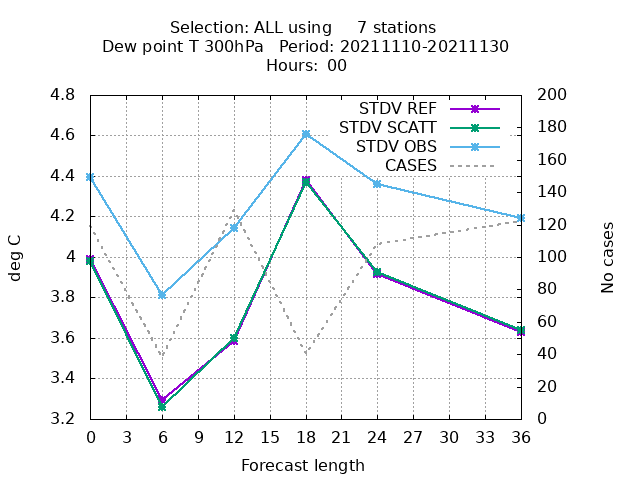 Selection: ALL using     7 stations
Dew point T 300hPa   Period: 20211110-20211130
Hours:  00
STDV REF
STDV SCATT
STDV OBS
CASES
4.8
4.6
4.4
4.2
4
3.8
3.6
3.4
3.2
200
180
160
140
120
100
80
60
40
20
0
deg C
No cases
0 3 6 9 12 15 18 21 24 27 30 33 36
Forecast length